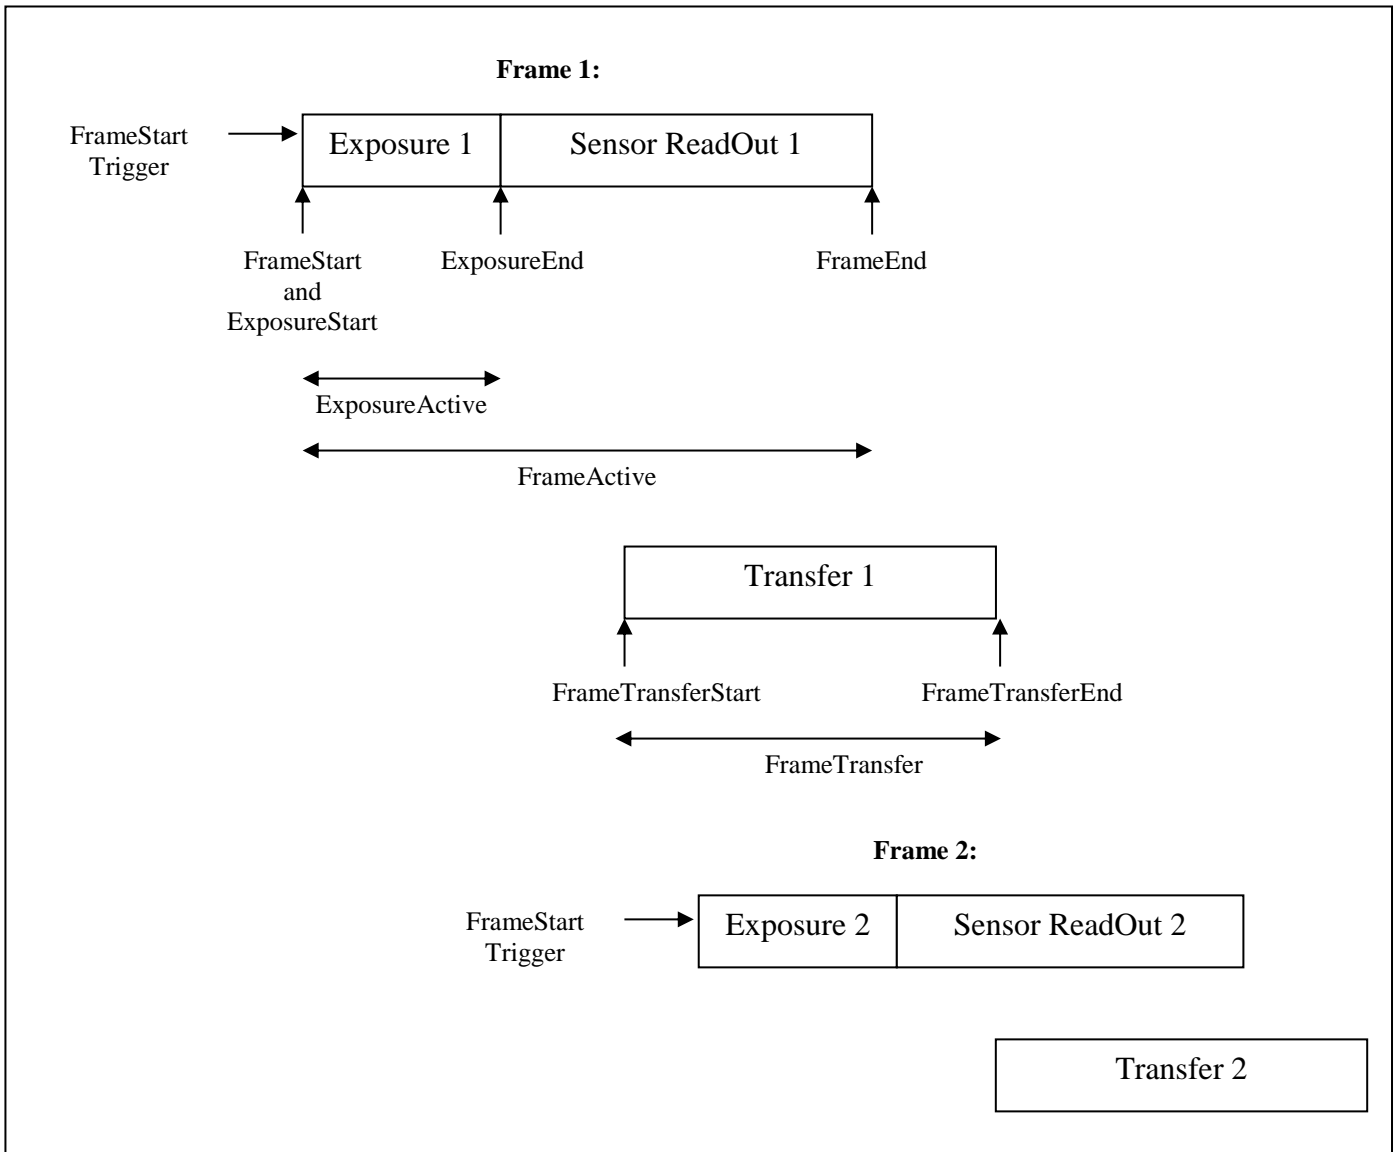 Frame 1:
FrameStart
Trigger
Exposure 1
Sensor ReadOut 1
FrameStart
and
ExposureStart
ExposureEnd
FrameEnd
ExposureActive
FrameActive
Transfer 1
FrameTransferStart
FrameTransferEnd
FrameTransfer
Frame 2:
FrameStart
Trigger
Exposure 2
Sensor ReadOut 2
Transfer 2